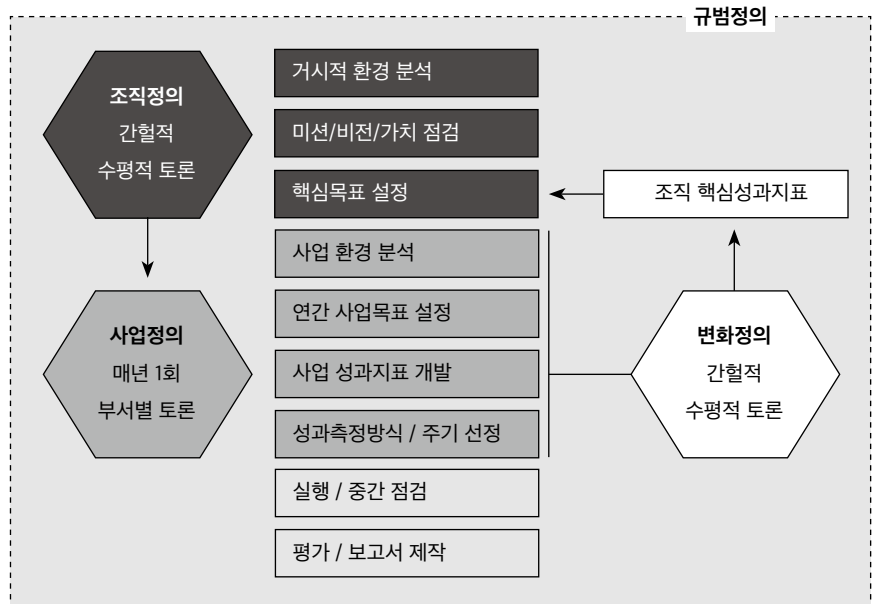 규범정의
조직정의
간헐적
수평적 토론
거시적 환경 분석
미션/비전/가치 점검
핵심목표 설정
조직 핵심성과지표
사업 환경 분석
연간 사업목표 설정
사업 성과지표 개발
성과측정방식 / 주기 선정
사업정의
매년 1회
부서별 토론
변화정의
간헐적
수평적 토론
실행 / 중간 점검
평가 / 보고서 제작